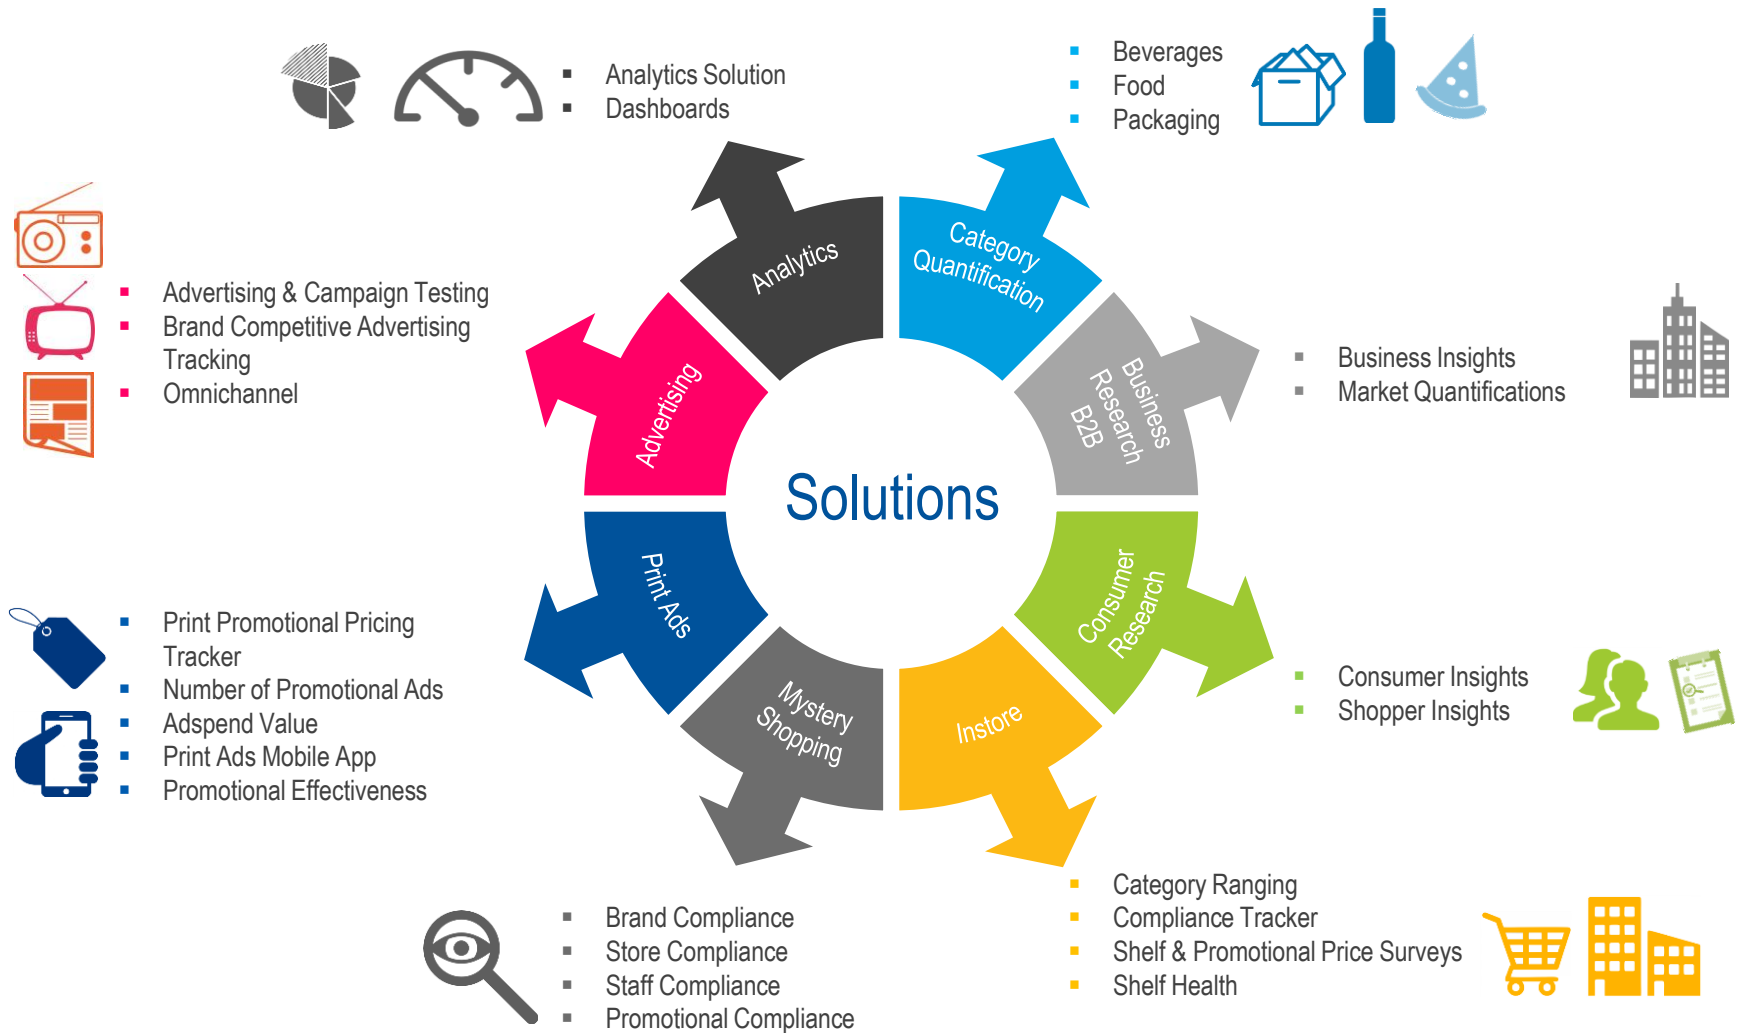 Analytics Solution
Dashboards
Beverages
Food
Packaging
Analytics
Category
Quantification
Advertising & Campaign Testing
Brand Competitive Advertising
Tracking
Omnichannel
Advertising
Business
Research
B2B
Business Insights
Market Quantifications
Solutions
Print Ads
Consumer
Research
Print Promotional Pricing
Tracker
Number of Promotional Ads
Adspend Value
Print Ads Mobile App
Promotional Effectiveness
Consumer Insights
Shopper Insights
Mystery
Shopping
Instore
Brand Compliance
Store Compliance
Staff Compliance
Promotional Compliance
Category Ranging
Compliance Tracker
Shelf & Promotional Price Surveys
Shelf Health